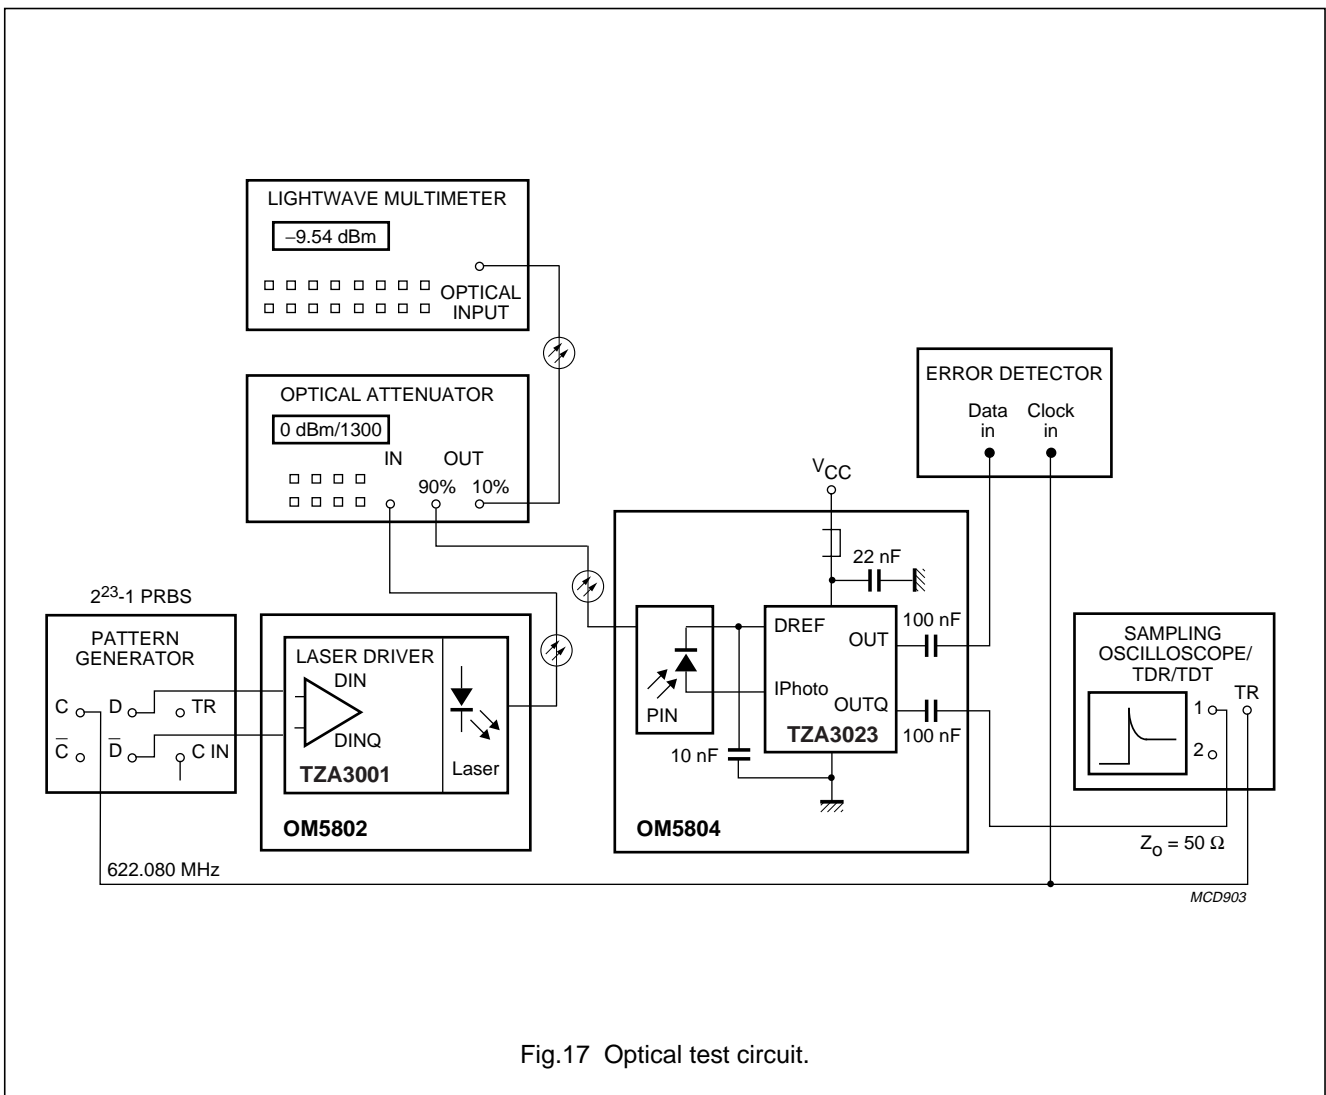 LIGHTWAVE MULTIMETER
−9.54 dBm
OPTICAL
INPUT
OPTICAL ATTENUATOR
0 dBm/1300
IN
OUT
90%
10%
ERROR DETECTOR
Data
in
Clock
in
VCC
22 nF
2^23-1 PRBS
PATTERN
GENERATOR
C
D
TR
C̅
D̅
C IN
LASER DRIVER
DIN
DINQ
TZA3001
Laser
OM5802
PIN
10 nF
DREF
OUT
IPhoto
OUTQ
TZA3023
100 nF
100 nF
OM5804
SAMPLING
OSCILLOSCOPE/
TDR/TDT
TR
1
2
Zo = 50 Ω
622.080 MHz
MCD903
Fig.17 Optical test circuit.